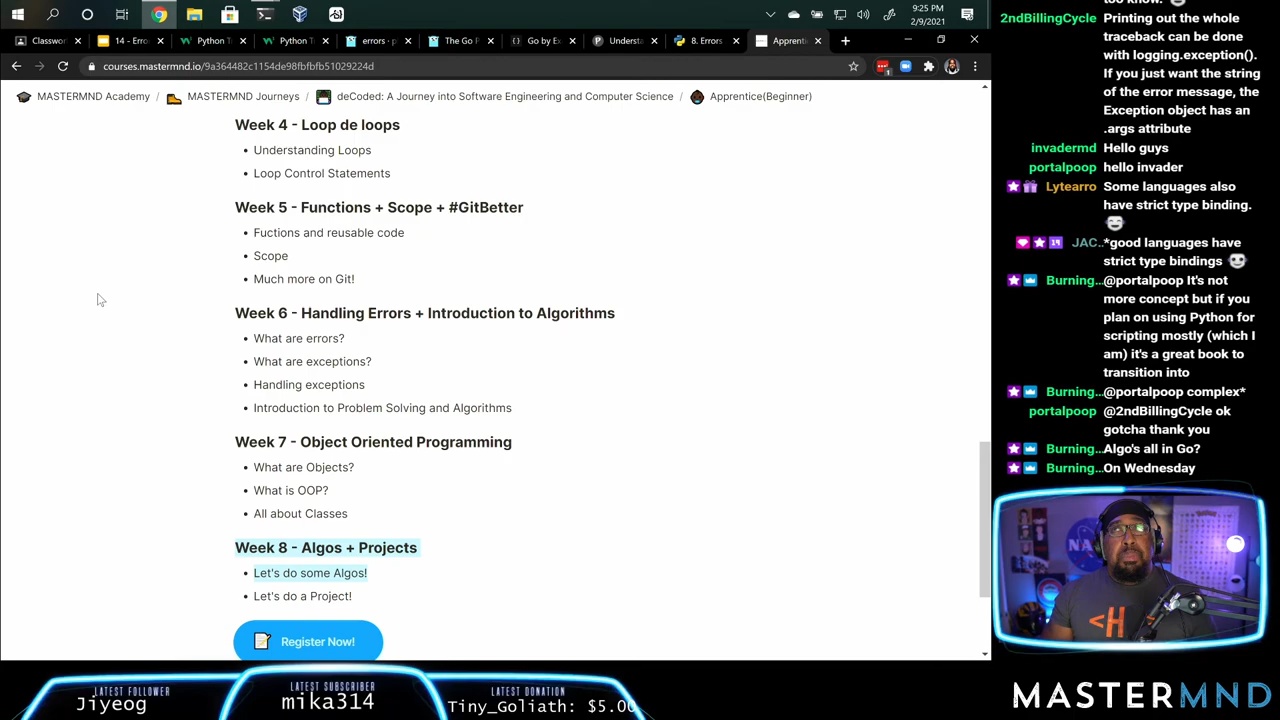 9:25 PM
2/9/2021
Classwor
14 - Erro
Python T
Python T
errors · p
The Go P
Go by Ex
Understa
8. Errors
Apprenti
courses.mastermnd.io/9a364482c1154de98fbfbfb51029224d
1
MASTERMND Academy / MASTERMND Journeys / deCoded: A Journey into Software Engineering and Computer Science / Apprentice(Beginner)
Week 4 - Loop de loops
• Understanding Loops
• Loop Control Statements
Week 5 - Functions + Scope + #GitBetter
• Fuctions and reusable code
• Scope
• Much more on Git!
Week 6 - Handling Errors + Introduction to Algorithms
• What are errors?
• What are exceptions?
• Handling exceptions
• Introduction to Problem Solving and Algorithms
Week 7 - Object Oriented Programming
• What are Objects?
• What is OOP?
• All about Classes
Week 8 - Algos + Projects
• Let's do some Algos!
• Let's do a Project!
Register Now!
2ndBillingCycle Printing out the whole
traceback can be done
with logging.exception().
If you just want the string
of the error message, the
Exception object has an
.args attribute
invadermd Hello guys
portalpoop hello invader
Lytearro Some languages also
have strict type binding.
JAC.. *good languages have
strict type bindings
Burning... @portalpoop It's not
more concept but if you
plan on using Python for
scripting mostly (which I
am) it's a great book to
transition into
Burning... @portalpoop complex*
portalpoop @2ndBillingCycle ok
gotcha thank you
Burning... Algo's all in Go?
Burning... On Wednesday
NA
<H
LATEST FOLLOWER
Jiyeog
LATEST SUBSCRIBER
mika314
LATEST DONATION
Tiny_Goliath: $5.00
MASTERMND